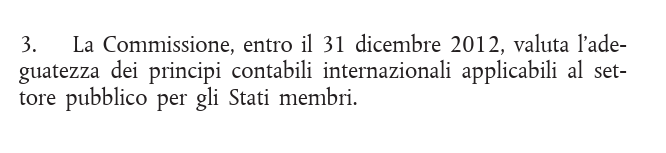 3. La Commissione, entro il 31 dicembre 2012, valuta l’ade-
guatezza dei principi contabili internazionali applicabili al set-
tore pubblico per gli Stati membri.